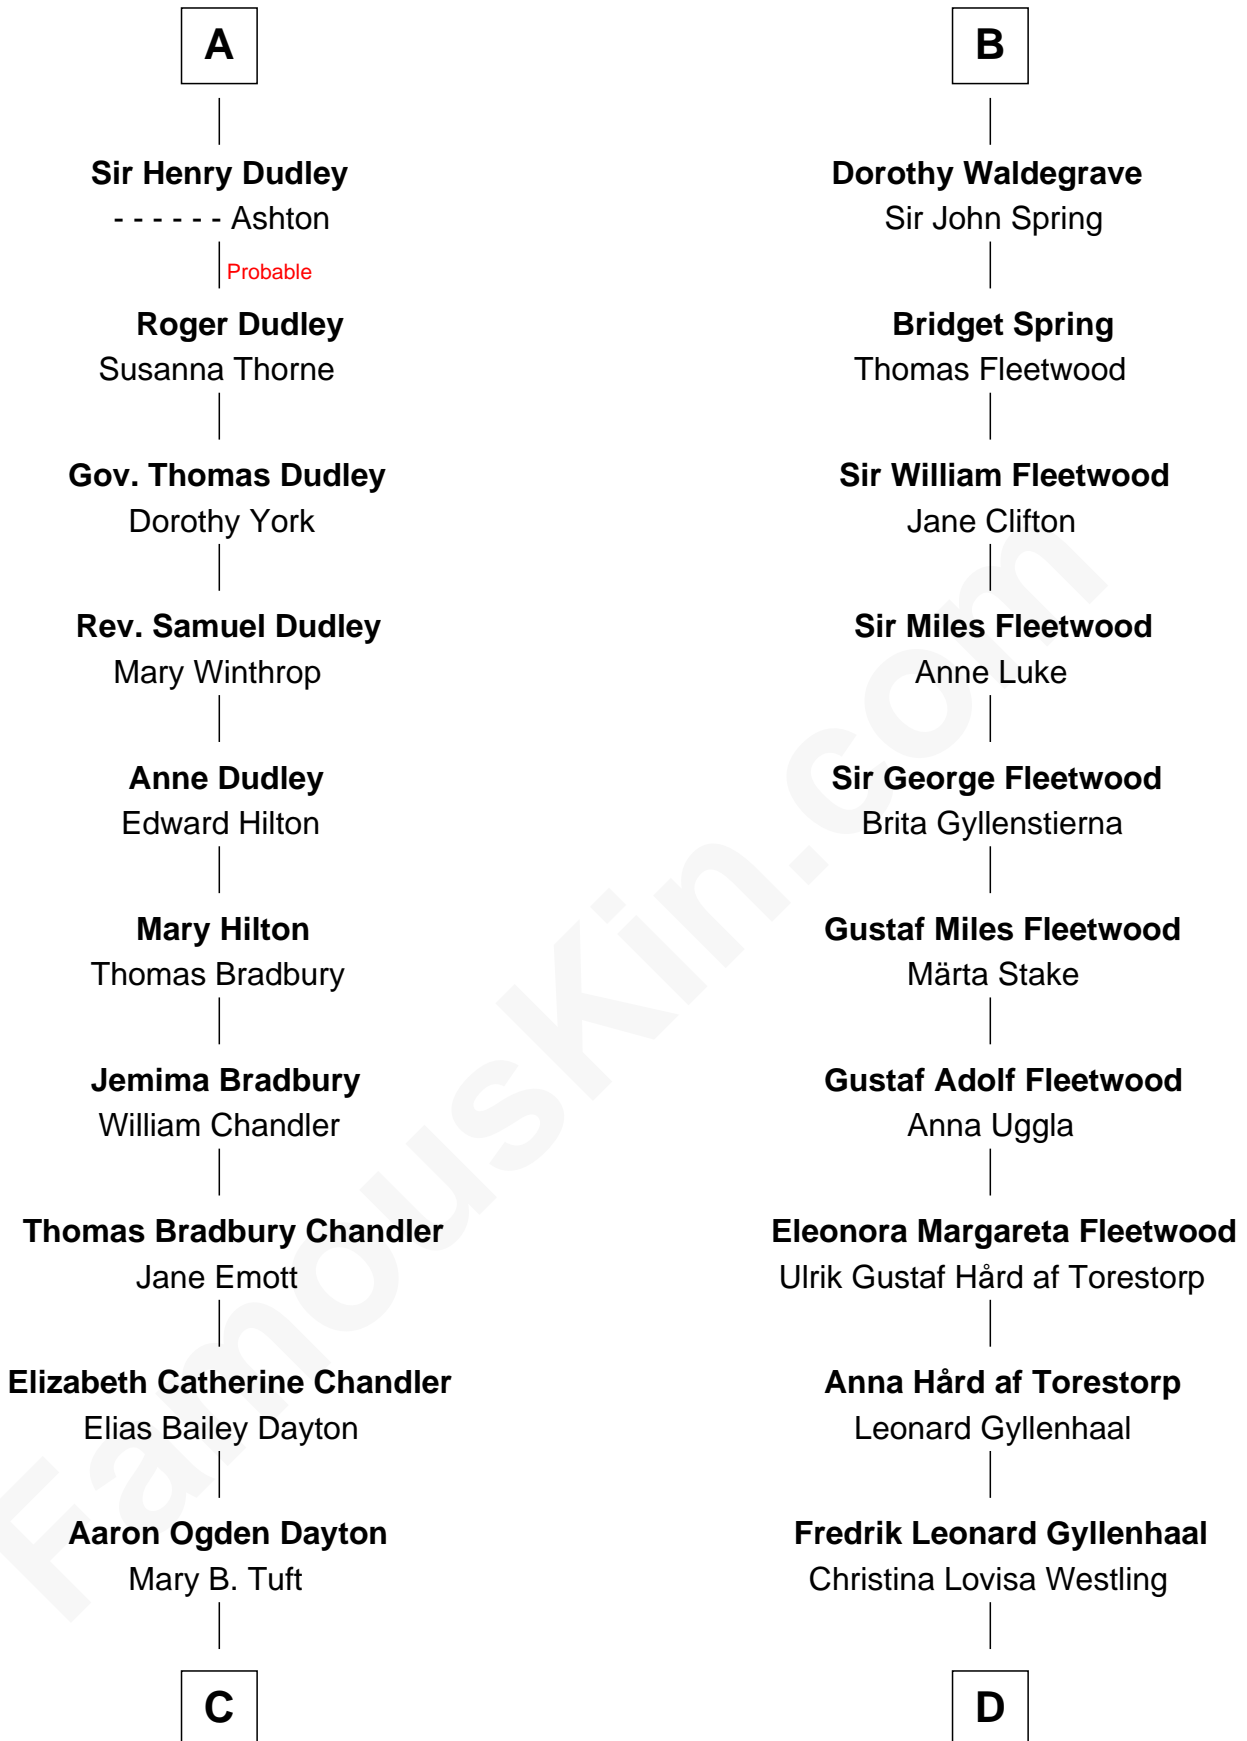 A
Sir Henry Dudley
- - - - - - Ashton
Probable
Roger Dudley
Susanna Thorne
Gov. Thomas Dudley
Dorothy York
Rev. Samuel Dudley
Mary Winthrop
Anne Dudley
Edward Hilton
Mary Hilton
Thomas Bradbury
Jemima Bradbury
William Chandler
Thomas Bradbury Chandler
Jane Emott
Elizabeth Catherine Chandler
Elias Bailey Dayton
Aaron Ogden Dayton
Mary B. Tuft
C
B
Dorothy Waldegrave
Sir John Spring
Bridget Spring
Thomas Fleetwood
Sir William Fleetwood
Jane Clifton
Sir Miles Fleetwood
Anne Luke
Sir George Fleetwood
Brita Gyllenstierna
Gustaf Miles Fleetwood
Märta Stake
Gustaf Adolf Fleetwood
Anna Uggla
Eleonora Margareta Fleetwood
Ulrik Gustaf Hård af Torestorp
Anna Hård af Torestorp
Leonard Gyllenhaal
Fredrik Leonard Gyllenhaal
Christina Lovisa Westling
D
FamousKin.com